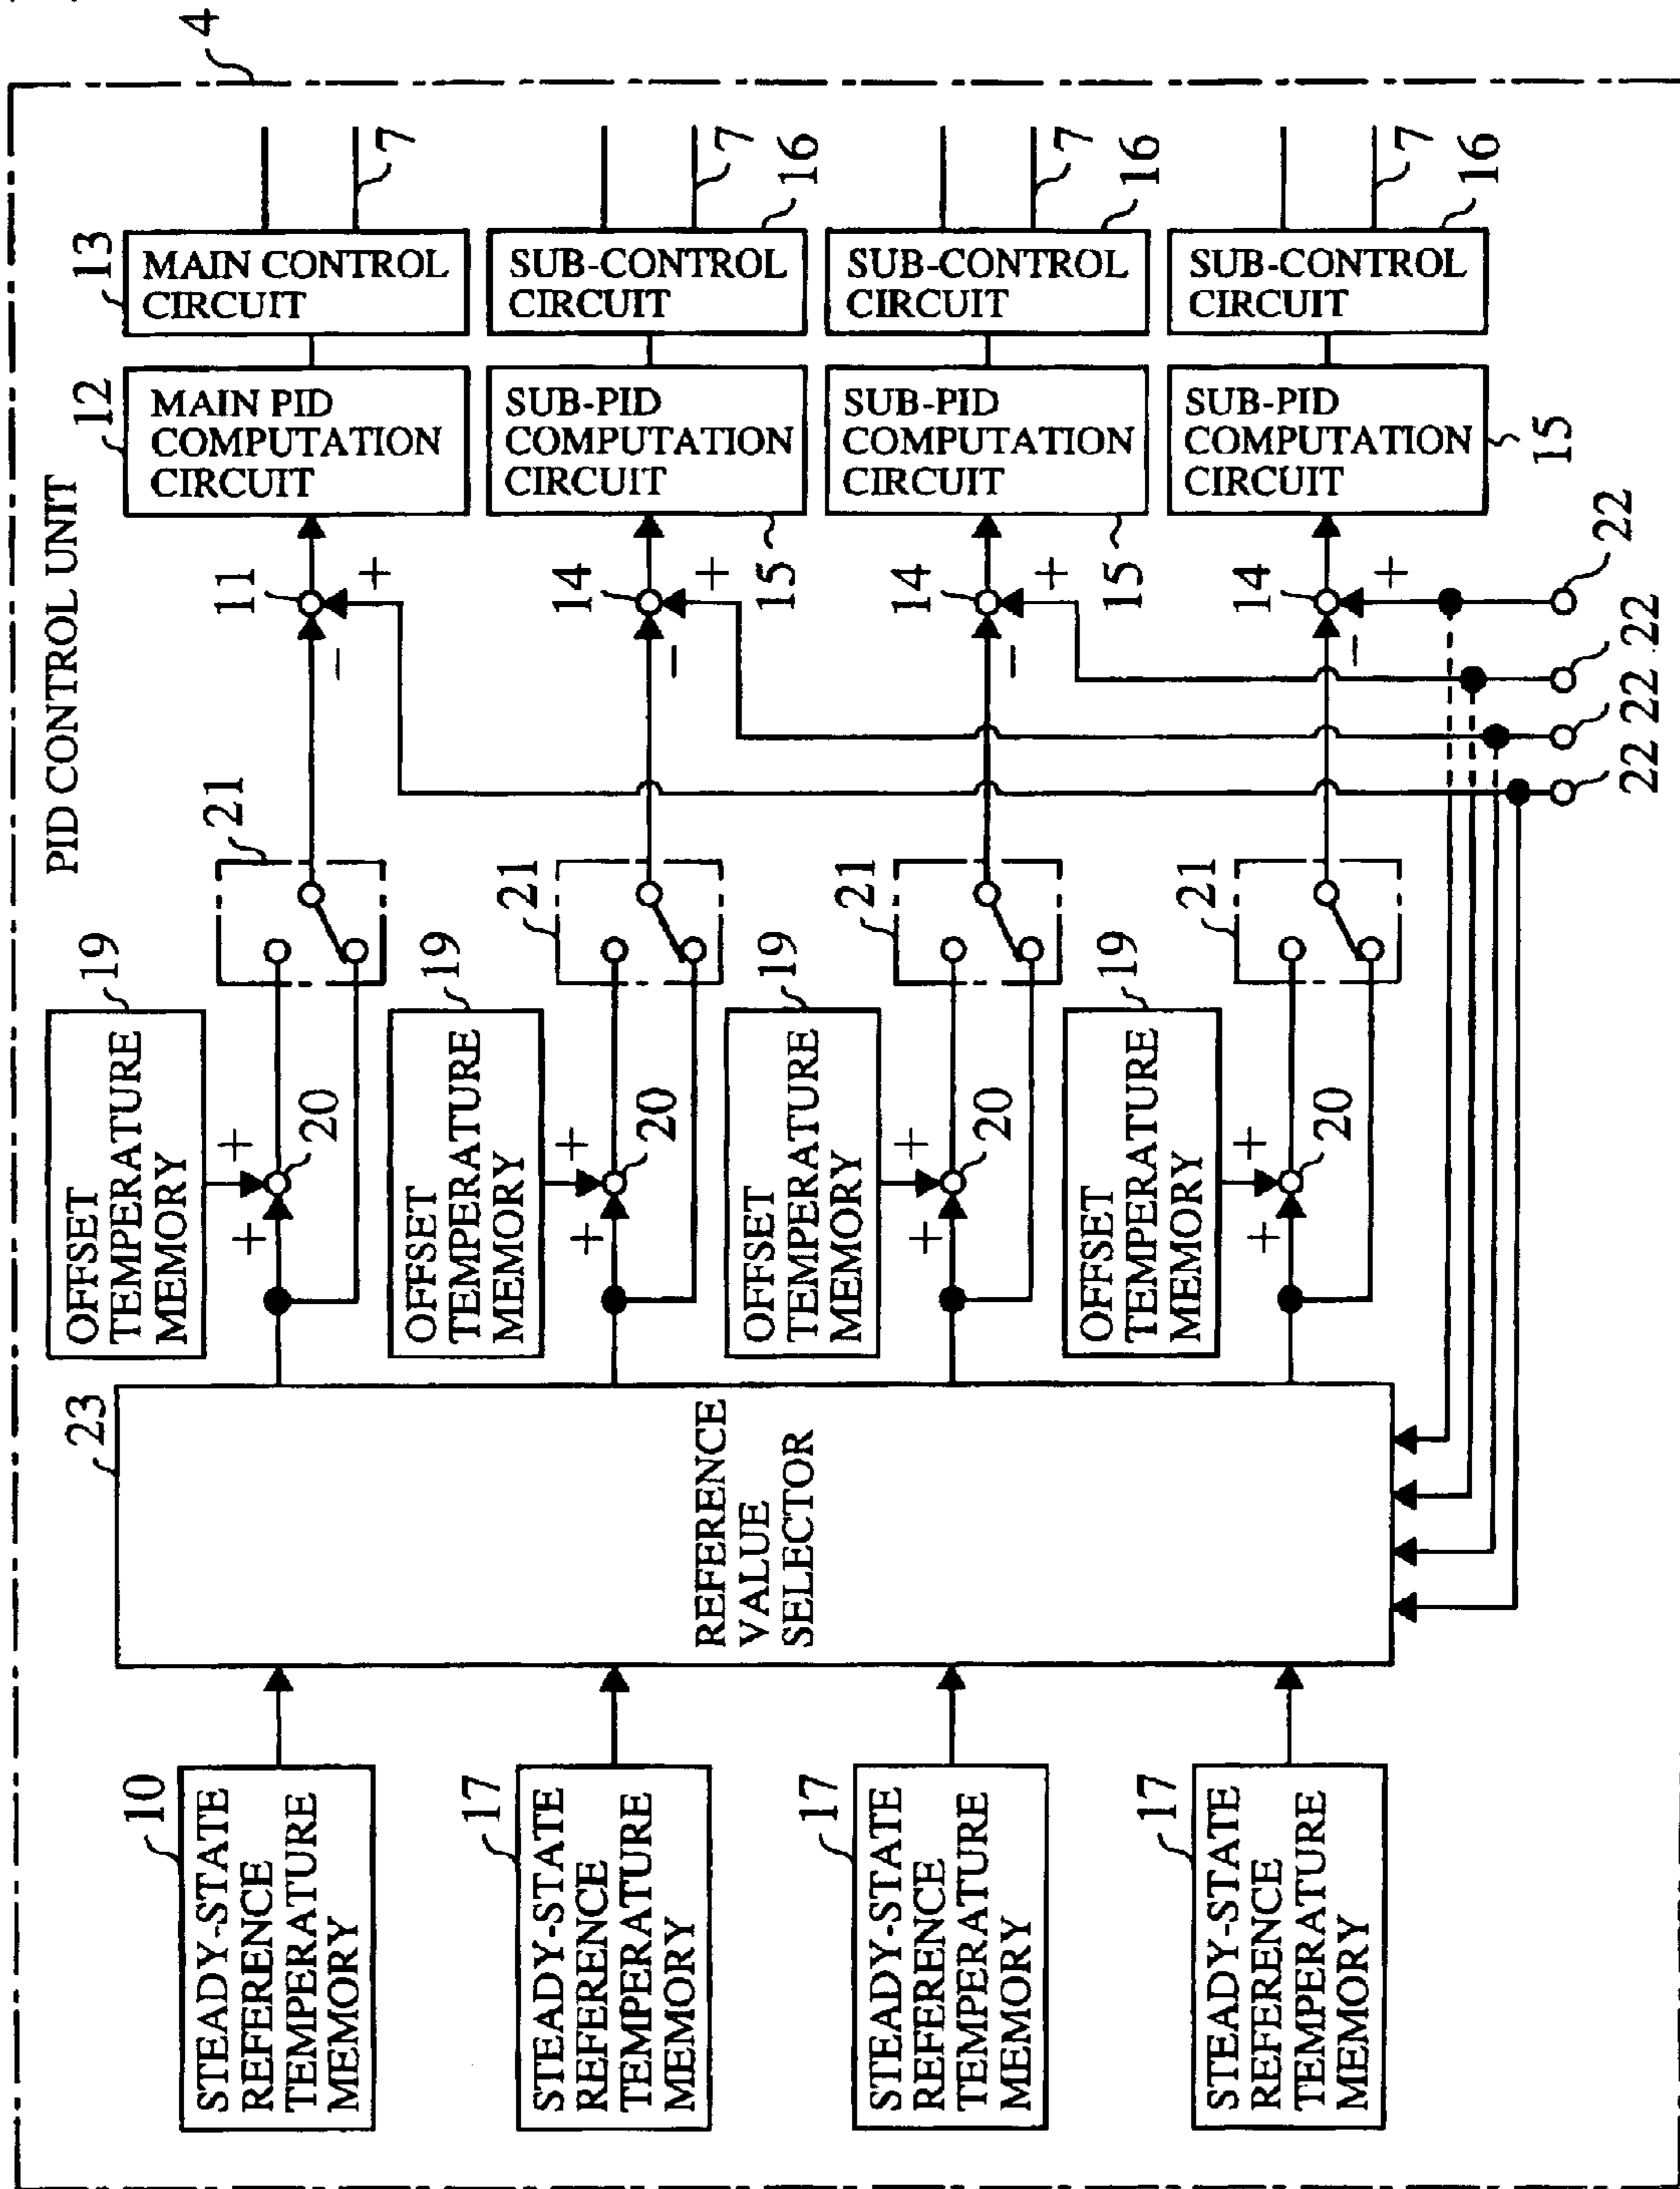 4
PID CONTROL UNIT
13
MAIN CONTROL
CIRCUIT
7
12
MAIN PID
COMPUTATION
CIRCUIT
11
+
−
21
19
OFFSET
TEMPERATURE
MEMORY
+
+
20
23
REFERENCE
VALUE
SELECTOR
10
STEADY-STATE
REFERENCE
TEMPERATURE
MEMORY
SUB-CONTROL
CIRCUIT
7
16
SUB-PID
COMPUTATION
CIRCUIT
15
14
+
−
21
19
OFFSET
TEMPERATURE
MEMORY
+
+
20
17
STEADY-STATE
REFERENCE
TEMPERATURE
MEMORY
SUB-CONTROL
CIRCUIT
7
16
SUB-PID
COMPUTATION
CIRCUIT
15
14
+
−
21
19
OFFSET
TEMPERATURE
MEMORY
+
+
20
17
STEADY-STATE
REFERENCE
TEMPERATURE
MEMORY
SUB-CONTROL
CIRCUIT
7
16
SUB-PID
COMPUTATION
CIRCUIT
15
14
+
−
21
19
OFFSET
TEMPERATURE
MEMORY
+
+
20
17
STEADY-STATE
REFERENCE
TEMPERATURE
MEMORY
22
22
22
22